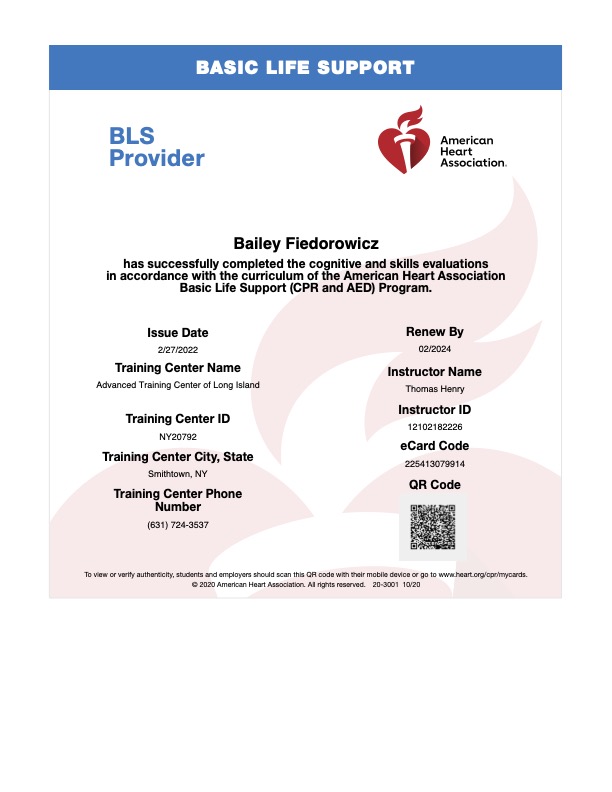 BASIC LIFE SUPPORT
BLS
Provider
American
Heart
Association.
Bailey Fiedorowicz
has successfully completed the cognitive and skills evaluations
in accordance with the curriculum of the American Heart Association
Basic Life Support (CPR and AED) Program.
Issue Date
2/27/2022
Training Center Name
Advanced Training Center of Long Island
Training Center ID
NY20792
Training Center City, State
Smithtown, NY
Training Center Phone
Number
(631) 724-3537
Renew By
02/2024
Instructor Name
Thomas Henry
Instructor ID
12102182226
eCard Code
225413079914
QR Code
To view or verify authenticity, students and employers should scan this QR code with their mobile device or go to www.heart.org/cpr/mycards.
© 2020 American Heart Association. All rights reserved. 20-3001 10/20